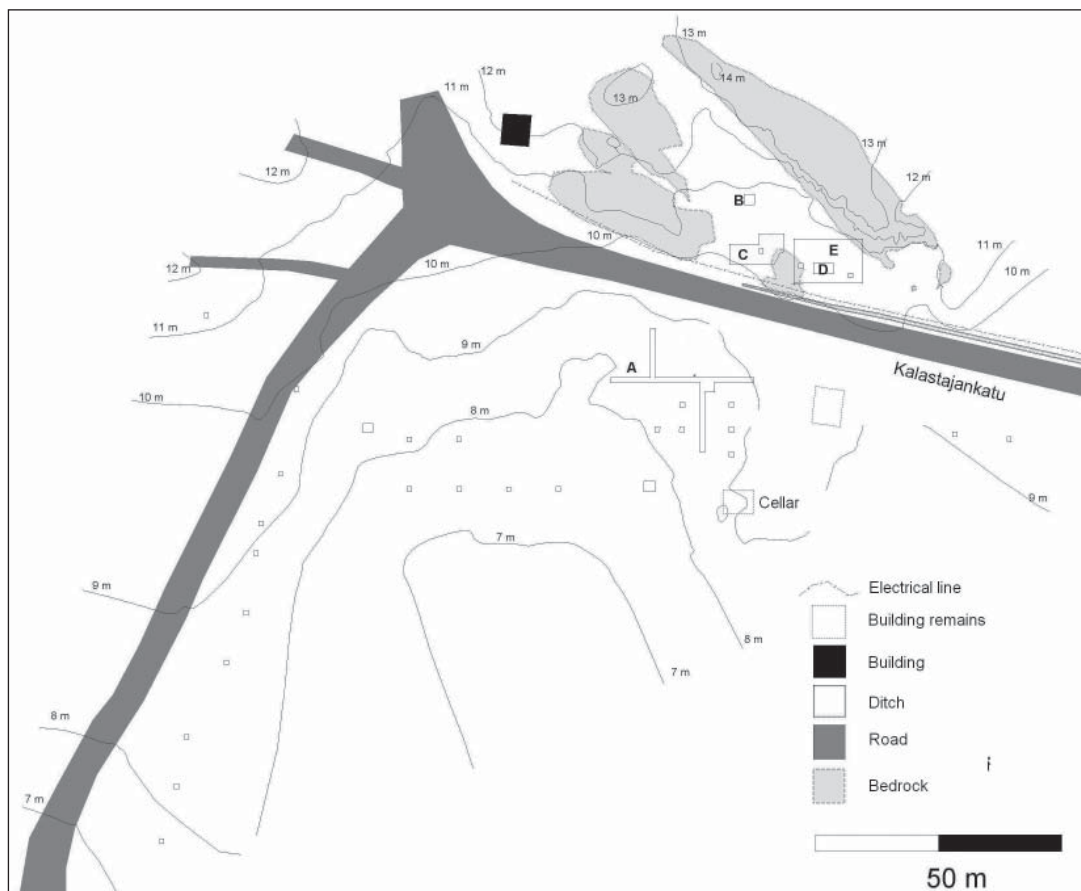 13 m
12 m
14 m
11 m
13 m
13 m
12 m
12 m
B
10 m
11 m
C
E
10 m
12 m
10 m
D
11 m
9 m
A
Kalastajankatu
10 m
8 m
9 m
Cellar
7 m
9 m
8 m
7 m
8 m
7 m
Electrical line
Building remains
Building
Ditch
Road
Bedrock
50 m